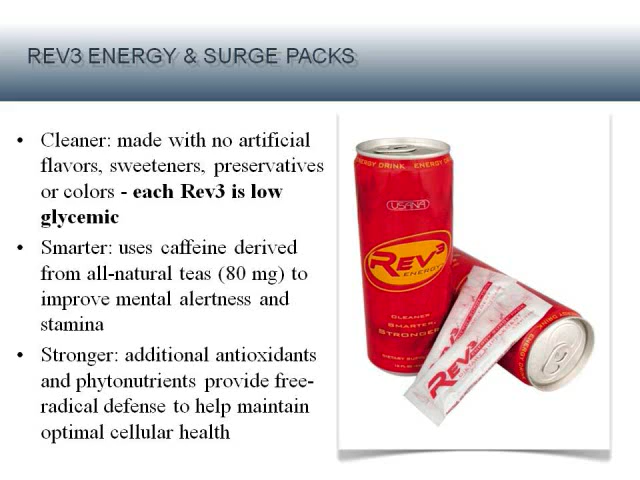 REV3 ENERGY & SURGE PACKS
• Cleaner: made with no artificial
flavors, sweeteners, preservatives
or colors - each Rev3 is low
glycemic
• Smarter: uses caffeine derived
from all-natural teas (80 mg) to
improve mental alertness and
stamina
• Stronger: additional antioxidants
and phytonutrients provide free-
radical defense to help maintain
optimal cellular health
ENERGY DRINK ENERGY
USANA
REV3
ENERGY
CLEANER,
SMARTER,
STRONGER
REV3
ENERGY DRINK